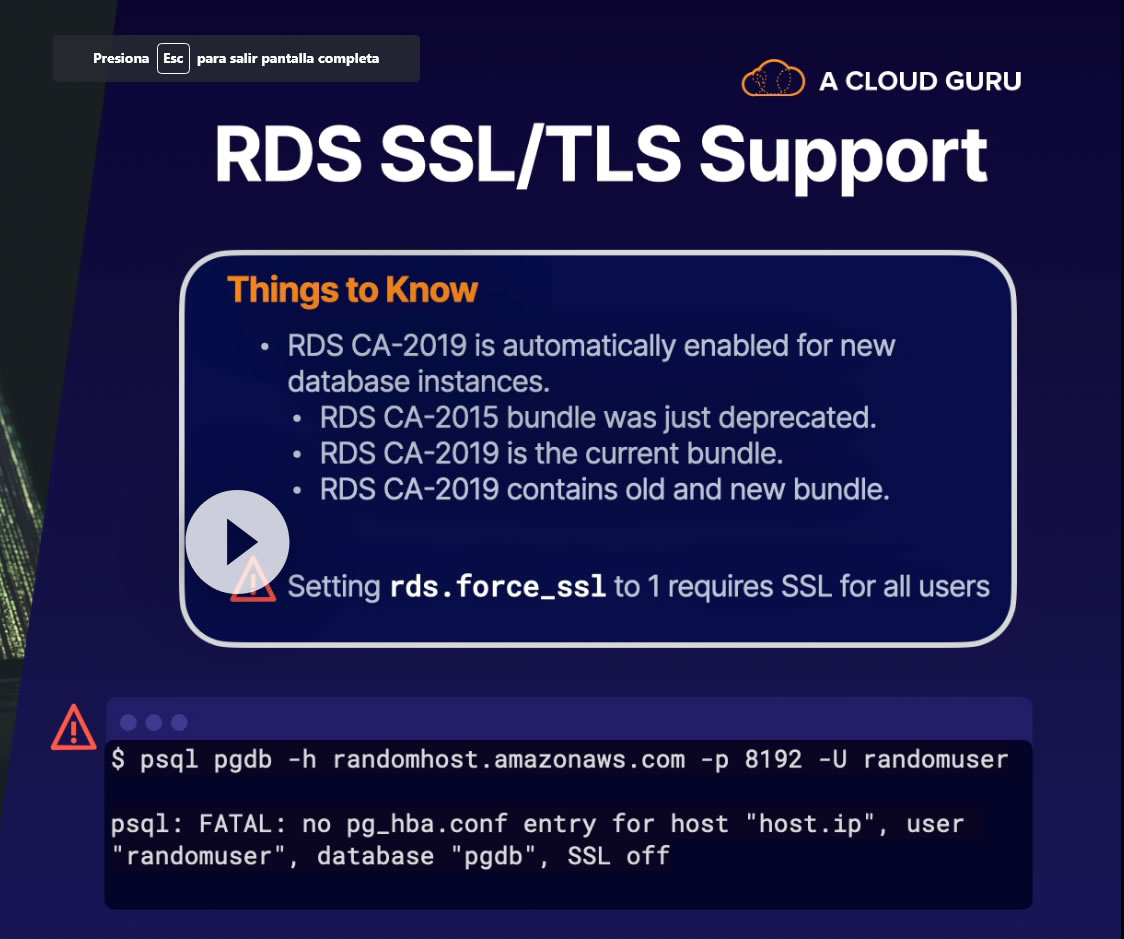 Presiona Esc para salir pantalla completa
A CLOUD GURU
RDS SSL/TLS Support
Things to Know
• RDS CA-2019 is automatically enabled for new
database instances.
• RDS CA-2015 bundle was just deprecated.
• RDS CA-2019 is the current bundle.
• RDS CA-2019 contains old and new bundle.
Setting rds.force_ssl to 1 requires SSL for all users
$ psql pgdb -h randomhost.amazonaws.com -p 8192 -U randomuser
psql: FATAL: no pg_hba.conf entry for host "host.ip", user
"randomuser", database "pgdb", SSL off